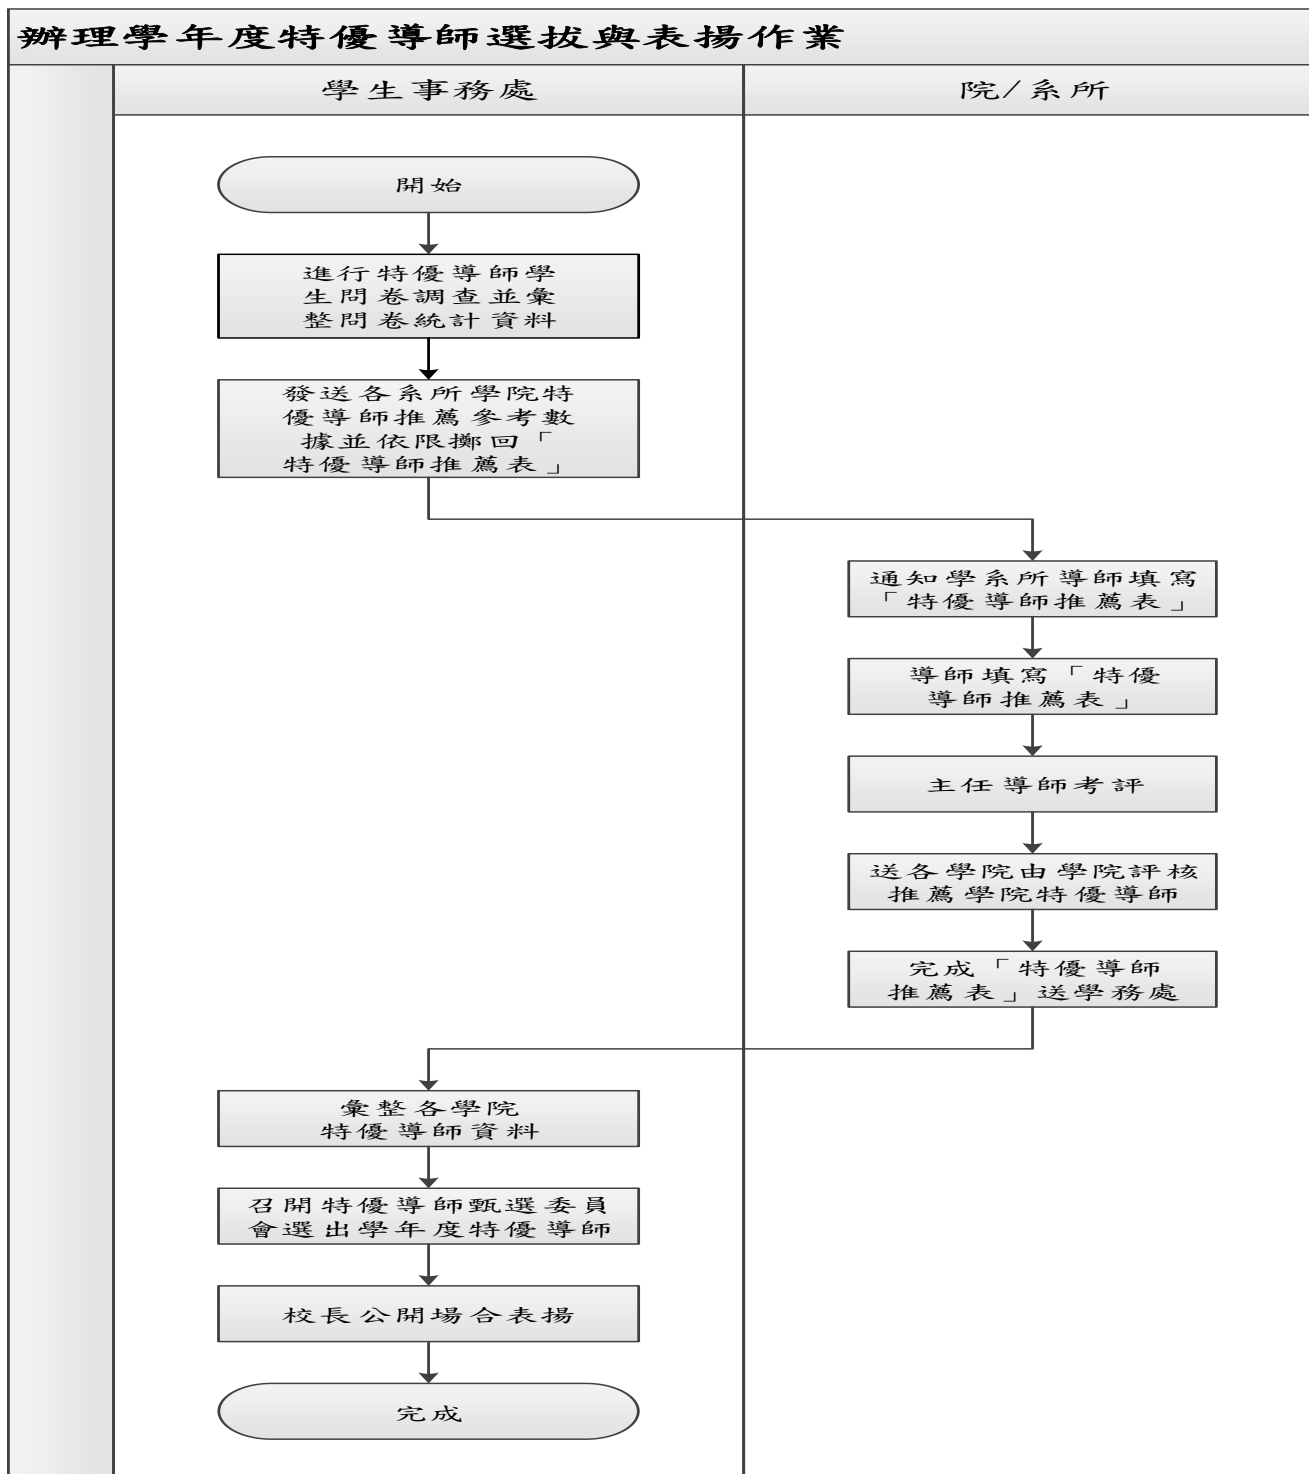 辦理學年度特優導師選拔與表揚作業
學生事務處
院/系所
開始
進行特優導師學
生問卷調查並彙
整問卷統計資料
發送各系所學院特
優導師推薦參考數
據並依限擲回「
特優導師推薦表」
通知學系所導師填寫
「特優導師推薦表」
導師填寫「特優
導師推薦表」
主任導師考評
送各學院由學院評核
推薦學院特優導師
完成「特優導師
推薦表」送學務處
彙整各學院
特優導師資料
召開特優導師甄選委員
會選出學年度特優導師
校長公開場合表揚
完成